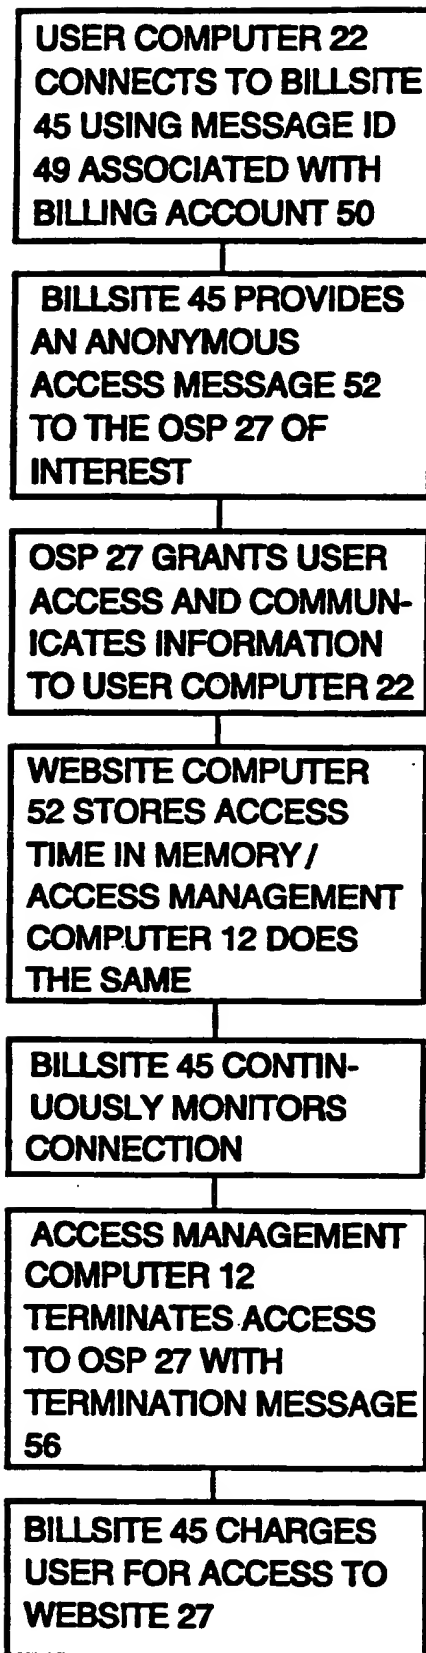 USER COMPUTER 22
CONNECTS TO BILLSITE
45 USING MESSAGE ID
49 ASSOCIATED WITH
BILLING ACCOUNT 50
BILLSITE 45 PROVIDES
AN ANONYMOUS
ACCESS MESSAGE 52
TO THE OSP 27 OF
INTEREST
OSP 27 GRANTS USER
ACCESS AND COMMUN-
ICATES INFORMATION
TO USER COMPUTER 22
WEBSITE COMPUTER
52 STORES ACCESS
TIME IN MEMORY/
ACCESS MANAGEMENT
COMPUTER 12 DOES
THE SAME
BILLSITE 45 CONTIN-
UOUSLY MONITORS
CONNECTION
ACCESS MANAGEMENT
COMPUTER 12
TERMINATES ACCESS
TO OSP 27 WITH
TERMINATION MESSAGE
56
BILLSITE 45 CHARGES
USER FOR ACCESS TO
WEBSITE 27